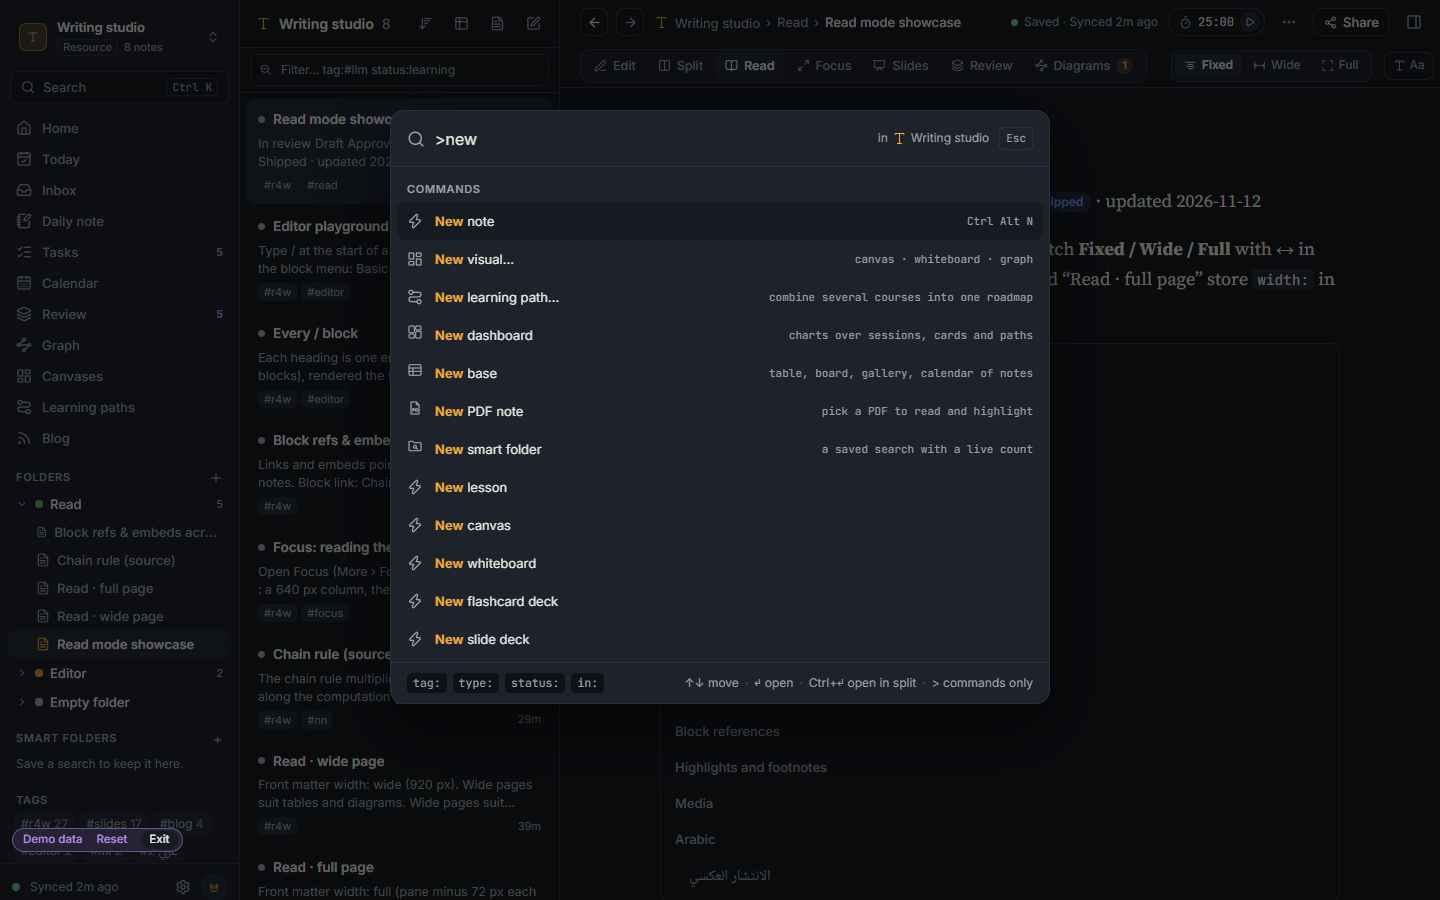 Writing studio
Resource 8 notes
Search Ctrl K
Home
Today
Inbox
Daily note
Tasks 5
Calendar
Review 5
Graph
Canvases
Learning paths
Blog
FOLDERS
Read 5
Block refs & embeds acr...
Chain rule (source)
Read · full page
Read · wide page
Read mode showcase
Editor 2
Empty folder
SMART FOLDERS
Save a search to keep it here.
TAGS
#r4w 27 #slides 17 #blog 4
Demo data Reset Exit
Synced 2m ago
Writing studio 8
Filter... tag:#llm status:learning
Read mode showc
In review Draft Approv
Shipped · updated 202
#r4w #read
Editor playground
Type / at the start of a
the block menu: Basic
#r4w #editor
Every / block
Each heading is one e
blocks), rendered the
#r4w #editor
Block refs & embe
Links and embeds poi
notes. Block link: Chai
#r4w
Focus: reading the
Open Focus (More › Fo
: a 640 px column, the
#r4w #focus
Chain rule (source
The chain rule multipli
along the computation
#r4w #nn 29m
Read · wide page
Front matter width: wide (920 px). Wide pages
suit tables and diagrams. Wide pages suit...
#r4w 39m
Read · full page
Front matter width: full (pane minus 72 px each
Writing studio › Read › Read mode showcase
Saved · Synced 2m ago 25:00 Share
Edit Split Read Focus Slides Review Diagrams 1 Fixed Wide Full Aa
ipped · updated 2026-11-12
tch Fixed / Wide / Full with ↔ in
d “Read · full page” store width: in
Block references
Highlights and footnotes
Media
Arabic
الانتشار العكسي
>new in Writing studio Esc
COMMANDS
New note Ctrl Alt N
New visual... canvas · whiteboard · graph
New learning path... combine several courses into one roadmap
New dashboard charts over sessions, cards and paths
New base table, board, gallery, calendar of notes
New PDF note pick a PDF to read and highlight
New smart folder a saved search with a live count
New lesson
New canvas
New whiteboard
New flashcard deck
New slide deck
tag: type: status: in: ↑↓ move · ↵ open · Ctrl+↵ open in split · > commands only